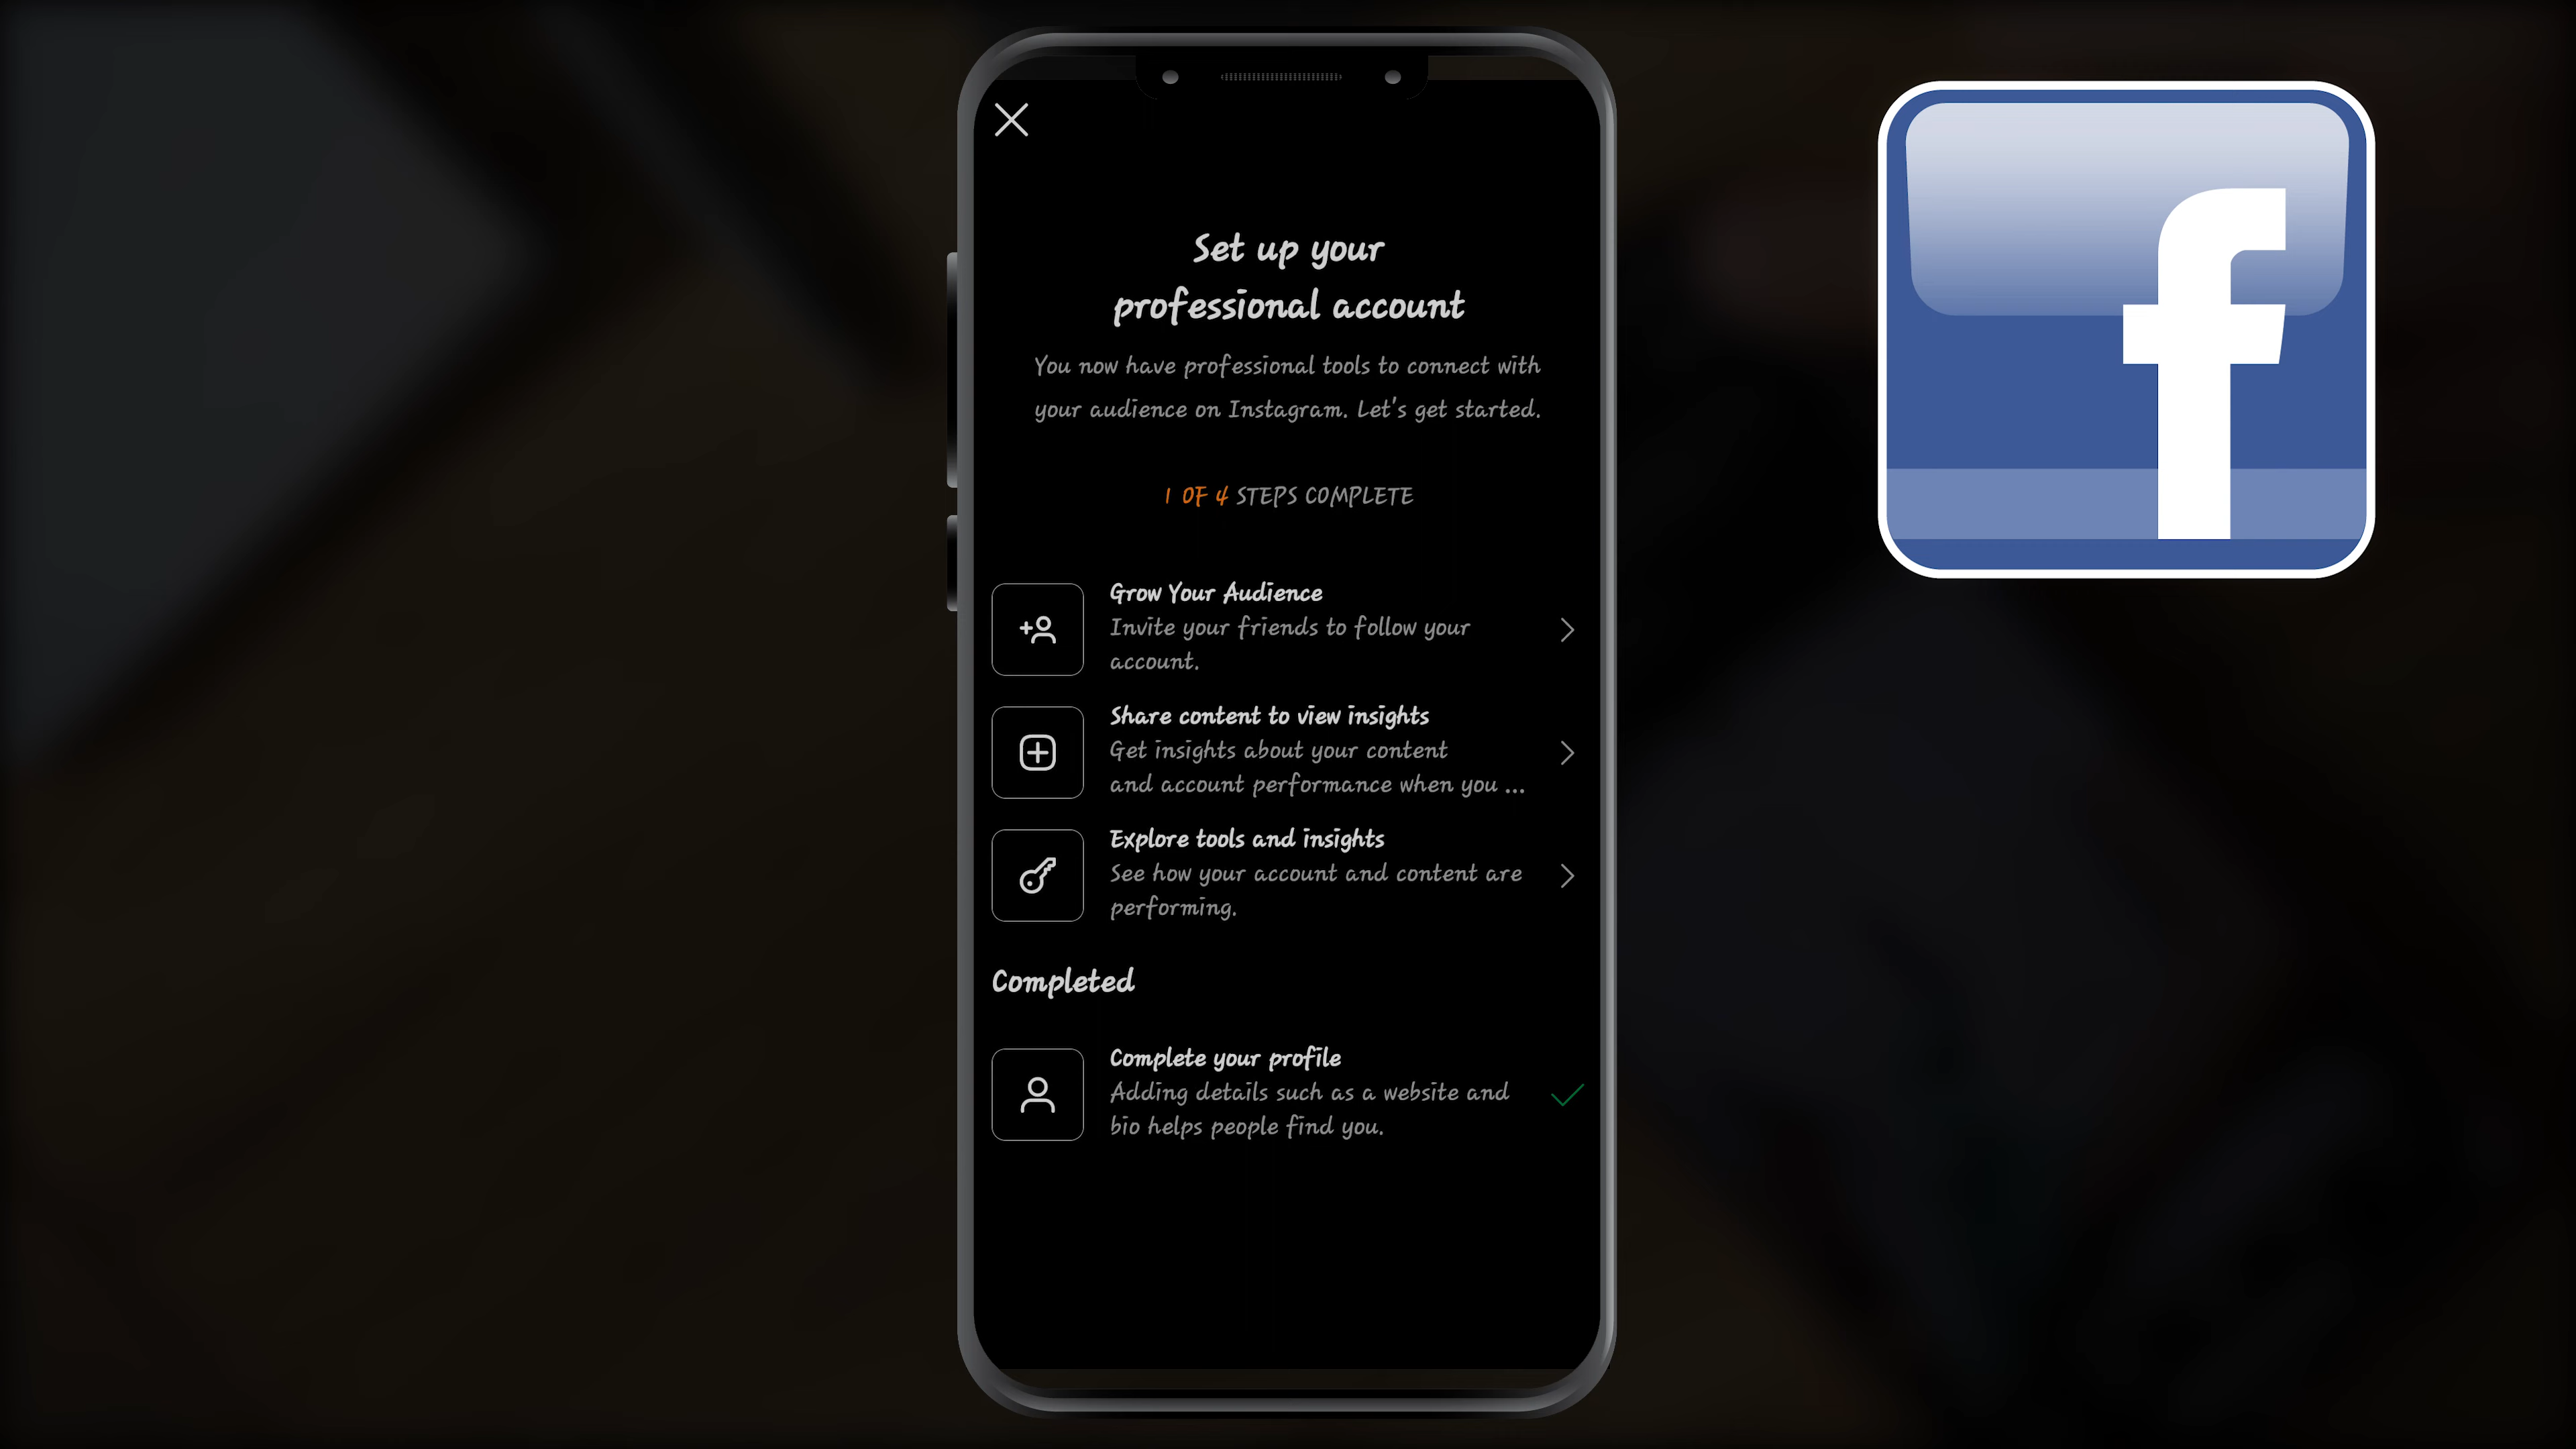 Set up your
professional account
You now have professional tools to connect with
your audience on Instagram. Let's get started.
1 OF 4 STEPS COMPLETE
Grow Your Audience
Invite your friends to follow your
account.
Share content to view insights
Get insights about your content
and account performance when you ...
Explore tools and insights
See how your account and content are
performing.
Completed
Complete your profile
Adding details such as a website and
bio helps people find you.
f